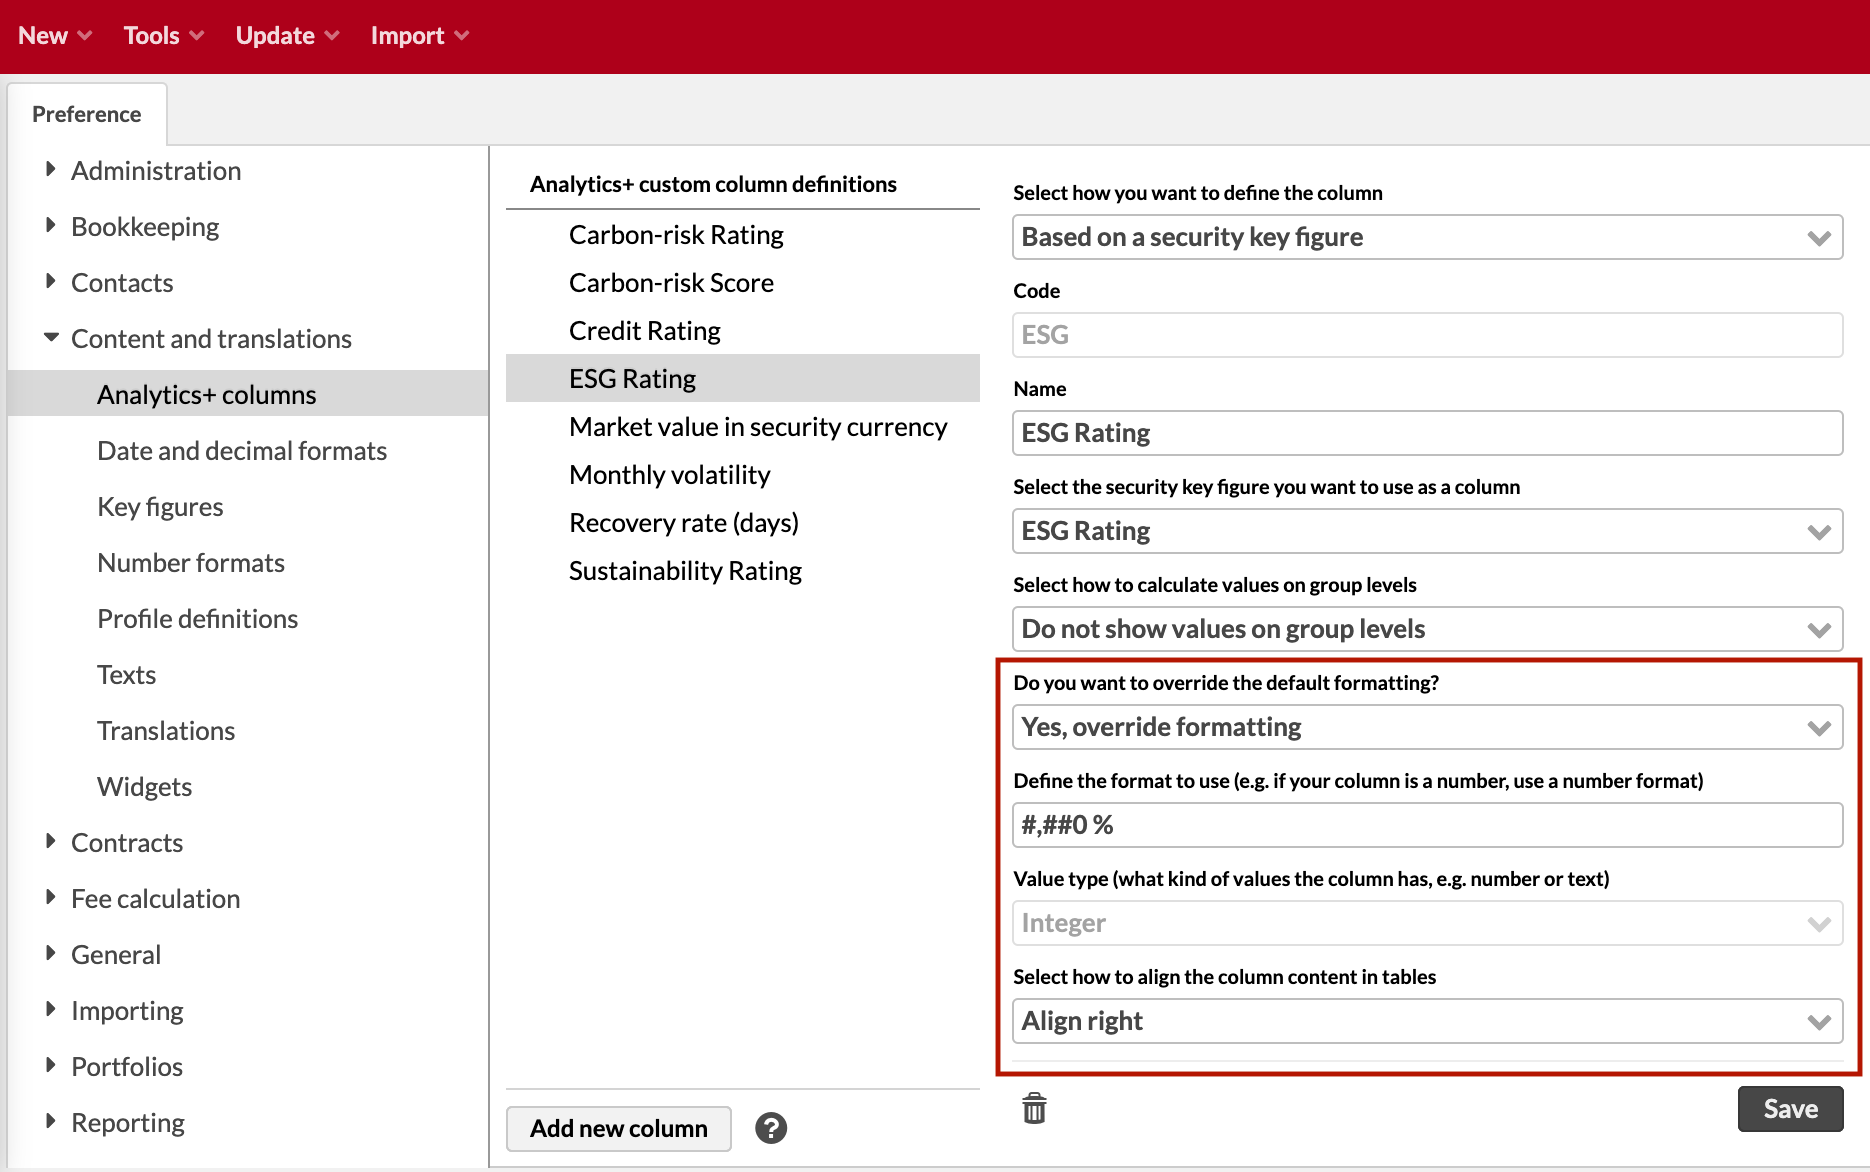 New Tools Update Import
Preference
Administration
Bookkeeping
Contacts
Content and translations
Analytics+ columns
Date and decimal formats
Key figures
Number formats
Profile definitions
Texts
Translations
Widgets
Contracts
Fee calculation
General
Importing
Portfolios
Reporting
Analytics+ custom column definitions
Carbon-risk Rating
Carbon-risk Score
Credit Rating
ESG Rating
Market value in security currency
Monthly volatility
Recovery rate (days)
Sustainability Rating
Add new column ?
Select how you want to define the column
Based on a security key figure
Code
ESG
Name
ESG Rating
Select the security key figure you want to use as a column
ESG Rating
Select how to calculate values on group levels
Do not show values on group levels
Do you want to override the default formatting?
Yes, override formatting
Define the format to use (e.g. if your column is a number, use a number format)
#,##0 %
Value type (what kind of values the column has, e.g. number or text)
Integer
Select how to align the column content in tables
Align right
Save